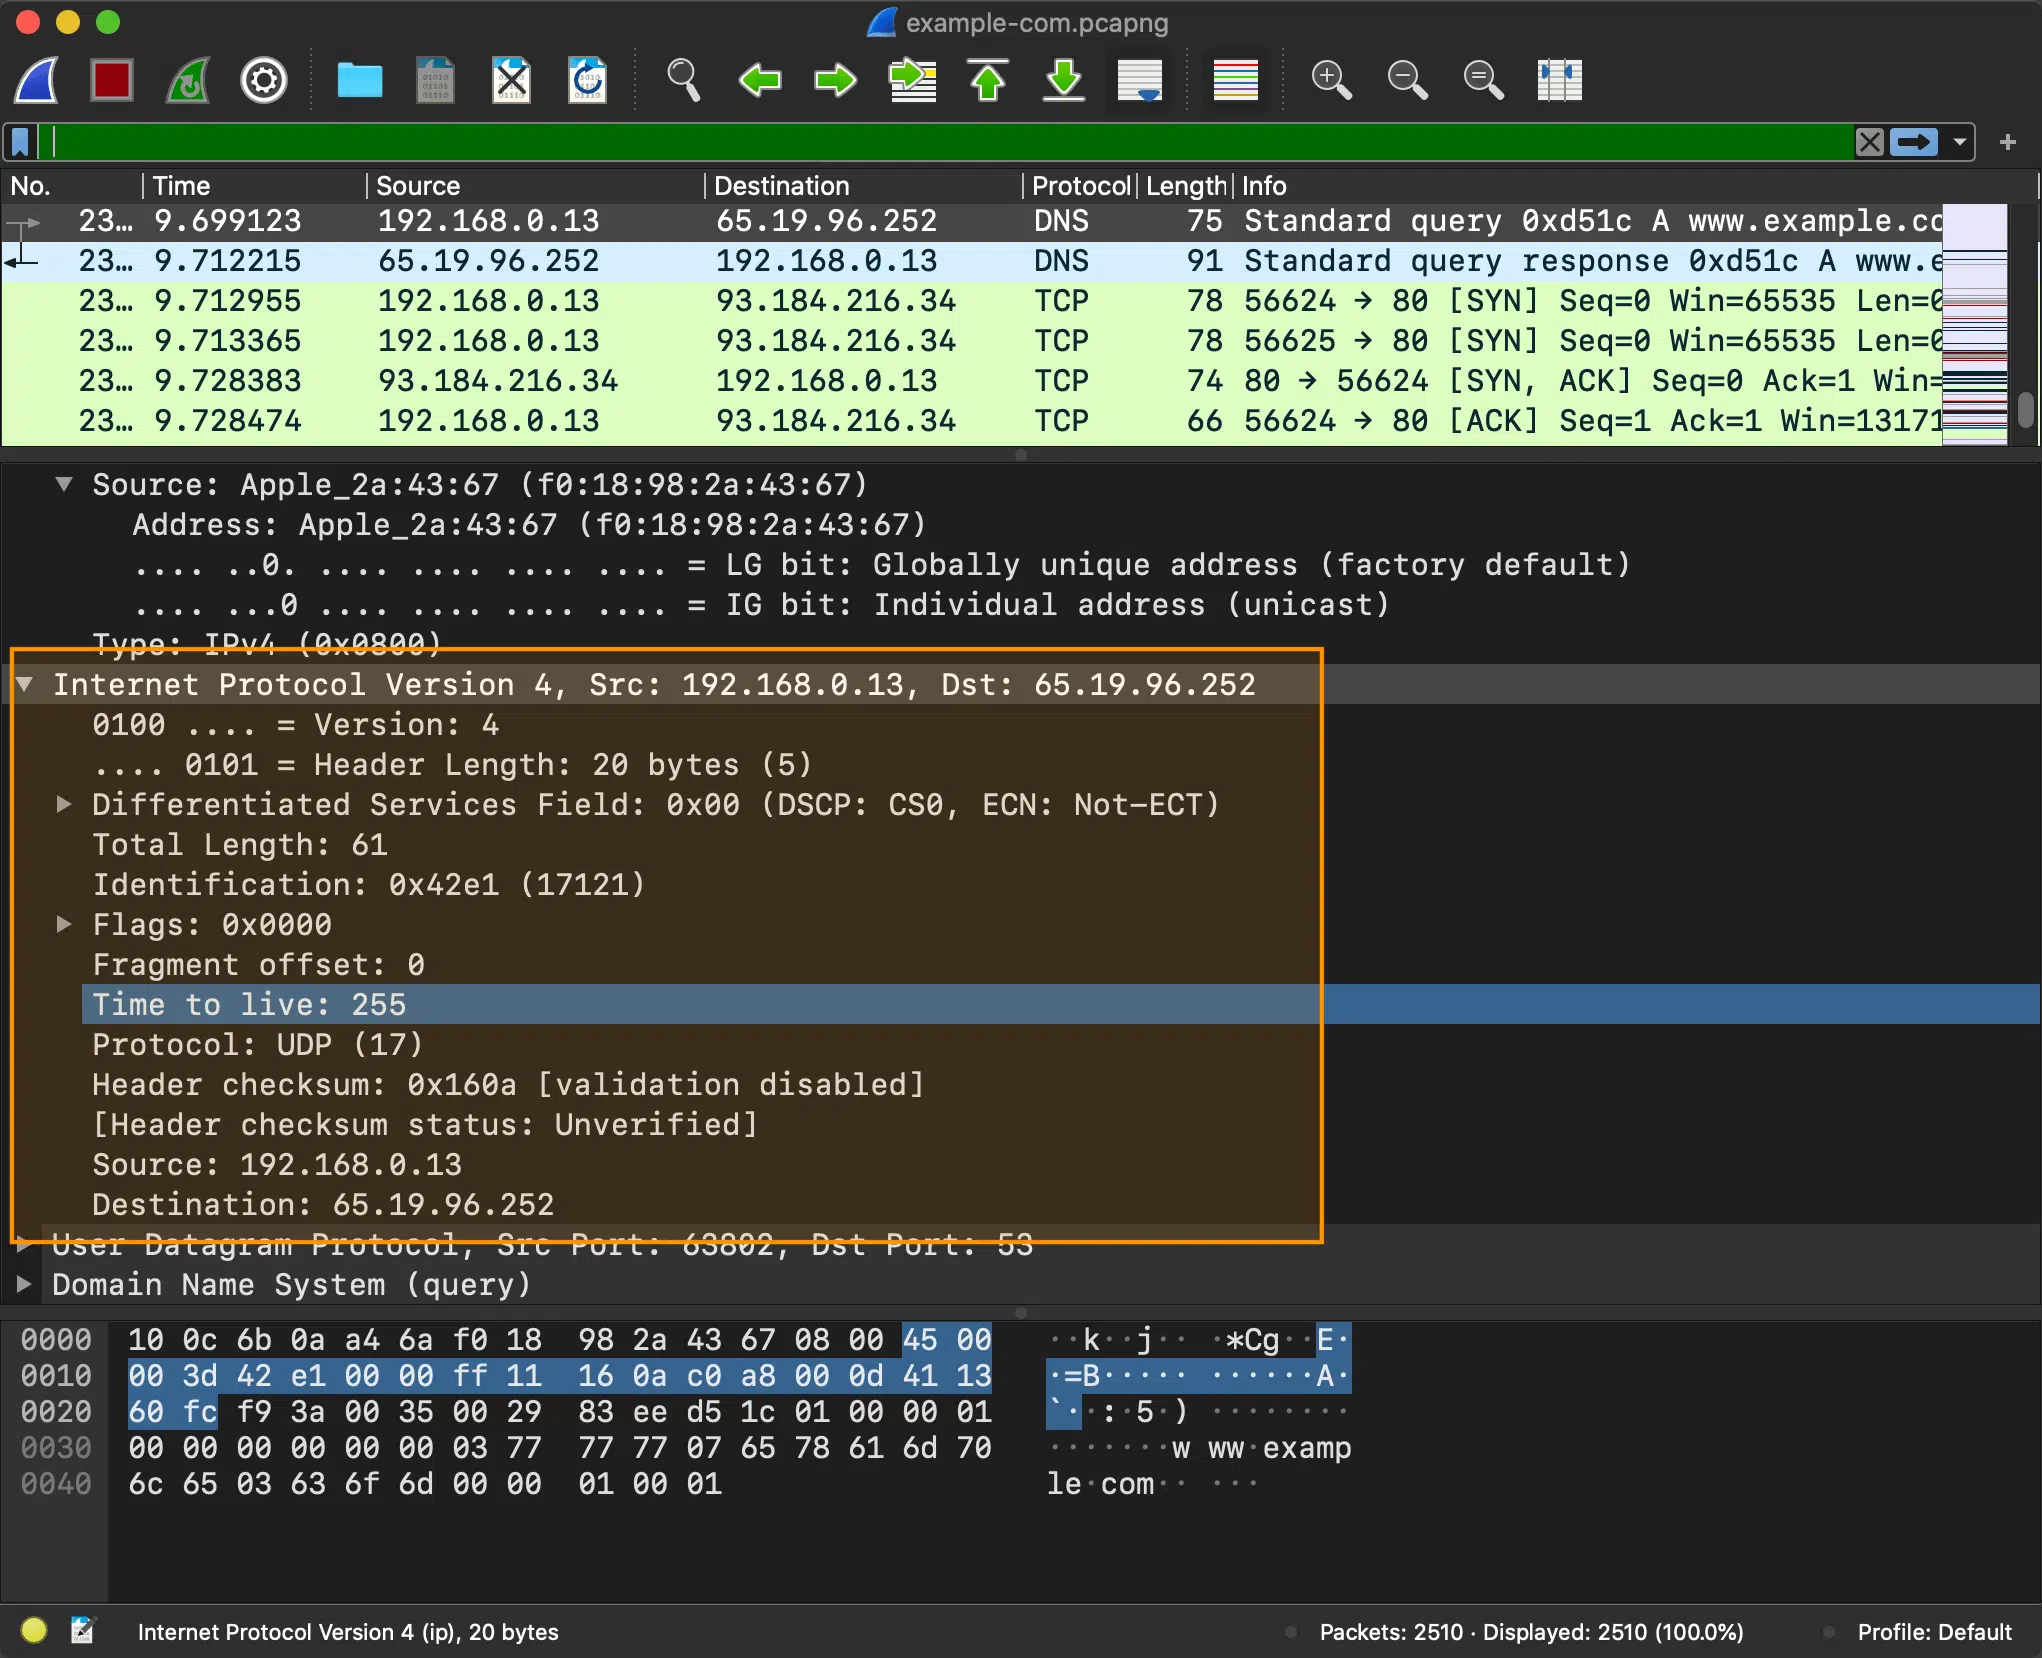 example-com.pcapng
No. Time Source Destination Protocol Length Info
23… 9.699123 192.168.0.13 65.19.96.252 DNS 75 Standard query 0xd51c A www.example.co
23… 9.712215 65.19.96.252 192.168.0.13 DNS 91 Standard query response 0xd51c A www.e
23… 9.712955 192.168.0.13 93.184.216.34 TCP 78 56624 → 80 [SYN] Seq=0 Win=65535 Len=0
23… 9.713365 192.168.0.13 93.184.216.34 TCP 78 56625 → 80 [SYN] Seq=0 Win=65535 Len=0
23… 9.728383 93.184.216.34 192.168.0.13 TCP 74 80 → 56624 [SYN, ACK] Seq=0 Ack=1 Win=
23… 9.728474 192.168.0.13 93.184.216.34 TCP 66 56624 → 80 [ACK] Seq=1 Ack=1 Win=13171
Source: Apple_2a:43:67 (f0:18:98:2a:43:67)
Address: Apple_2a:43:67 (f0:18:98:2a:43:67)
.... ..0. .... .... .... .... = LG bit: Globally unique address (factory default)
.... ...0 .... .... .... .... = IG bit: Individual address (unicast)
Type: IPv4 (0x0800)
Internet Protocol Version 4, Src: 192.168.0.13, Dst: 65.19.96.252
0100 .... = Version: 4
.... 0101 = Header Length: 20 bytes (5)
Differentiated Services Field: 0x00 (DSCP: CS0, ECN: Not-ECT)
Total Length: 61
Identification: 0x42e1 (17121)
Flags: 0x0000
Fragment offset: 0
Time to live: 255
Protocol: UDP (17)
Header checksum: 0x160a [validation disabled]
[Header checksum status: Unverified]
Source: 192.168.0.13
Destination: 65.19.96.252
User Datagram Protocol, Src Port: 63802, Dst Port: 53
Domain Name System (query)
0000 10 0c 6b 0a a4 6a f0 18 98 2a 43 67 08 00 45 00 ··k··j·· ·*Cg··E·
0010 00 3d 42 e1 00 00 ff 11 16 0a c0 a8 00 0d 41 13 ·=B····· ······A·
0020 60 fc f9 3a 00 35 00 29 83 ee d5 1c 01 00 00 01 `··:·5·) ········
0030 00 00 00 00 00 00 03 77 77 77 07 65 78 61 6d 70 ·······w ww·examp
0040 6c 65 03 63 6f 6d 00 00 01 00 01 le·com·· ···
Internet Protocol Version 4 (ip), 20 bytes Packets: 2510 · Displayed: 2510 (100.0%) Profile: Default